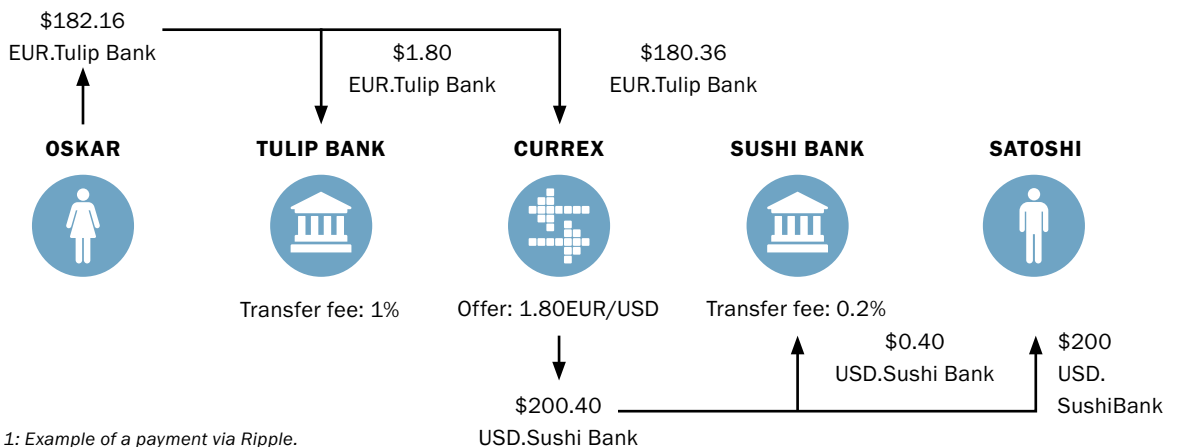 $182.16
EUR.Tulip Bank
$1.80
EUR.Tulip Bank
$180.36
EUR.Tulip Bank
OSKAR
TULIP BANK
CURREX
SUSHI BANK
SATOSHI
Transfer fee: 1%
Offer: 1.80EUR/USD
Transfer fee: 0.2%
$0.40
USD.Sushi Bank
$200
USD.
SushiBank
$200.40
USD.Sushi Bank
1: Example of a payment via Ripple.